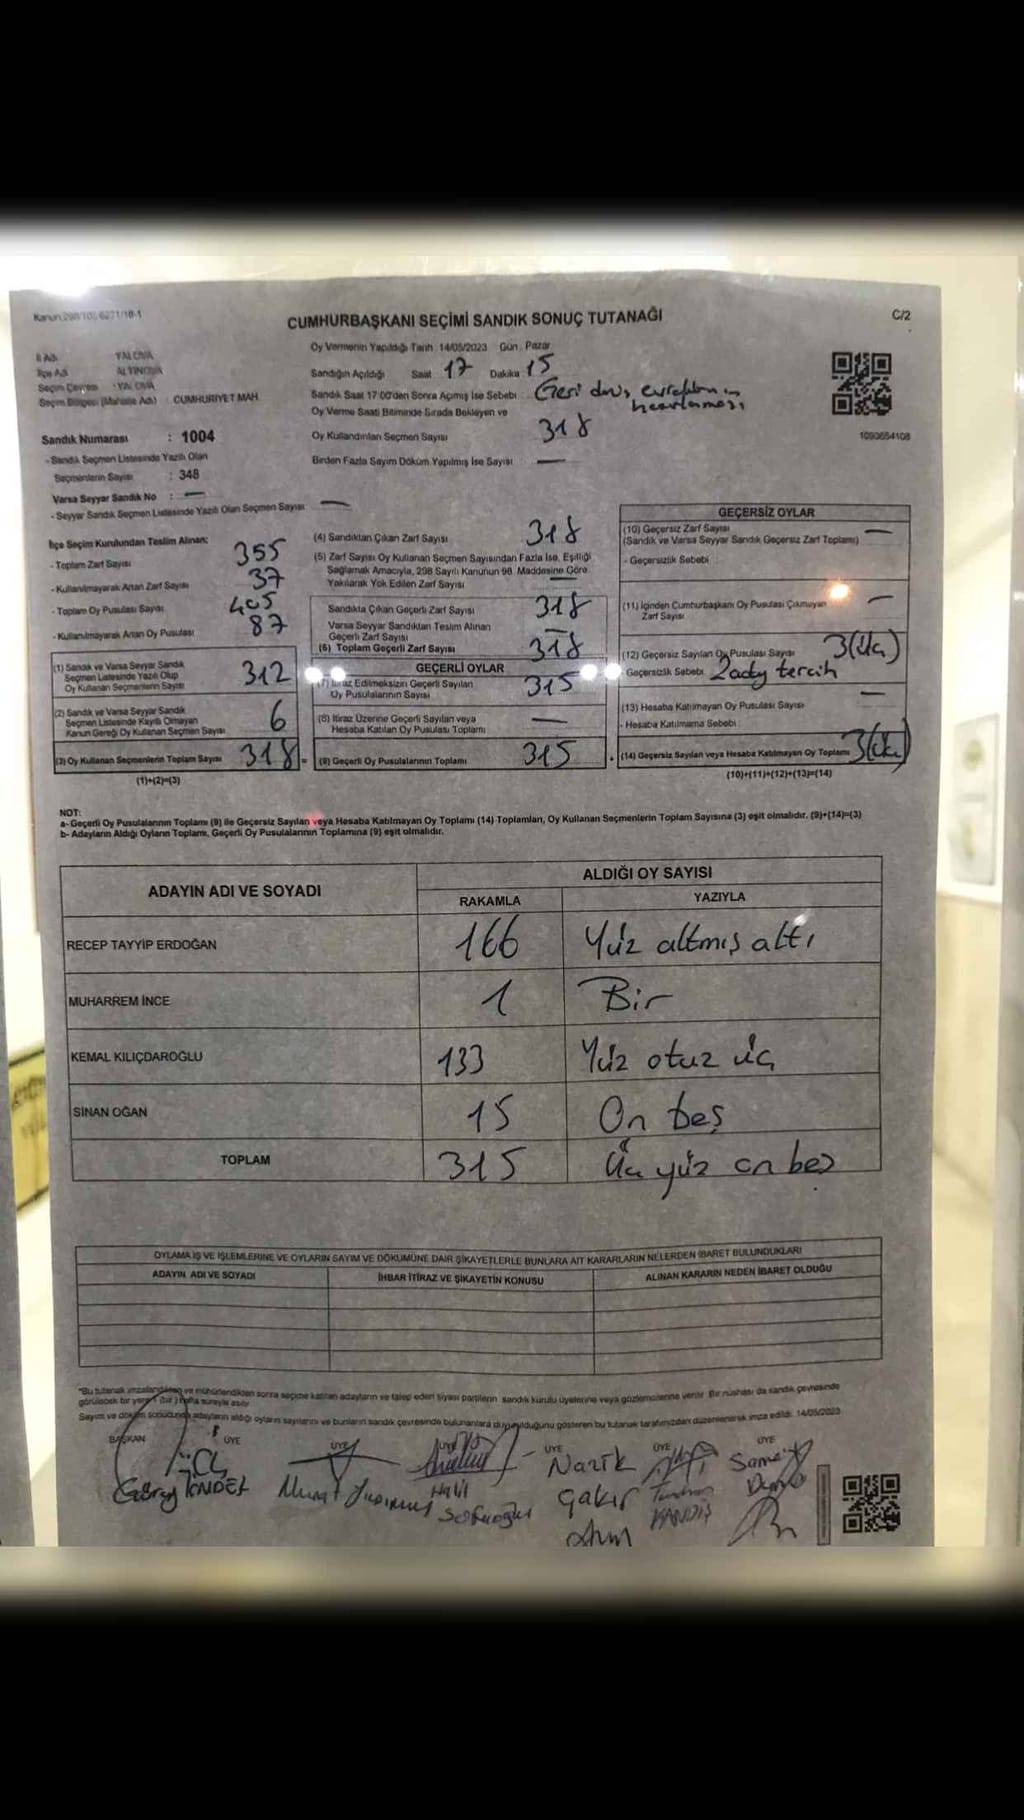 Kanun:298/105/6271/18-1
CUMHURBAŞKANI SEÇİMİ SANDIK SONUÇ TUTANAĞI
C/2
İl Adı YALOVA
İlçe Adı ALTINOVA
Seçim Çevresi YALOVA
Seçim Bölgesi (Mahalle Adı) : CUMHURİYET MAH.
Oy Vermenin Yapıldığı Tarih 14/05/2023 Gün : Pazar
Sandığın Açıldığı Saat 17 Dakika 15
Sandık Saat 17:00'den Sonra Açmış İse Sebebi : Geri dönüş evrakların
Oy Verme Saati Bitiminde Sırada Bekleyen ve
Oy Kullandırılan Seçmen Sayısı 318
Birden Fazla Sayım Döküm Yapılmış İse Sayısı : —
1090654108
Sandık Numarası : 1004
- Sandık Seçmen Listesinde Yazılı Olan
Seçmenlerin Sayısı : 348
Varsa Seyyar Sandık No : —
- Seyyar Sandık Seçmen Listesinde Yazılı Olan Seçmen Sayısı —
İlçe Seçim Kurulundan Teslim Alınan:
- Toplam Zarf Sayısı 355
- Kullanılmayarak Artan Zarf Sayısı 37
- Toplam Oy Pusulası Sayısı 405
- Kullanılmayarak Artan Oy Pusulası 87
(1) Sandık ve Varsa Seyyar Sandık
Seçmen Listesinde Yazılı Olup
Oy Kullanan Seçmenlerin Sayısı 312
(2) Sandık ve Varsa Seyyar Sandık
Seçmen Listesinde Kayıtlı Olmayan
Kanun Gereği Oy Kullanan Seçmen Sayısı 6
(3) Oy Kullanan Seçmenlerin Toplam Sayısı 318
(1)+(2)=(3)
(4) Sandıktan Çıkan Zarf Sayısı 318
(5) Zarf Sayısı Oy Kullanan Seçmen Sayısından Fazla İse, Eşitliği
Sağlamak Amacıyla, 298 Sayılı Kanunun 98. Maddesine Göre
Yakılarak Yok Edilen Zarf Sayısı —
Sandıkta Çıkan Geçerli Zarf Sayısı 318
Varsa Seyyar Sandıktan Teslim Alınan
Geçerli Zarf Sayısı —
(6) Toplam Geçerli Zarf Sayısı 318
GEÇERLİ OYLAR
(7) İtiraz Edilmeksizin Geçerli Sayılan
Oy Pusulalarının Sayısı 315
(8) İtiraz Üzerine Geçerli Sayılan veya
Hesaba Katılan Oy Pusulası Toplamı —
(9) Geçerli Oy Pusulalarının Toplamı 315
GEÇERSİZ OYLAR
(10) Geçersiz Zarf Sayısı —
(Sandık ve Varsa Seyyar Sandık Geçersiz Zarf Toplamı)
- Geçersizlik Sebebi :
(11) İçinden Cumhurbaşkanı Oy Pusulası Çıkmayan
Zarf Sayısı —
(12) Geçersiz Sayılan Oy Pusulası Sayısı 3(üç)
Geçersizlik Sebebi 2 aday tercih
(13) Hesaba Katılmayan Oy Pusulası Sayısı —
- Hesaba Katılmama Sebebi :
(14) Geçersiz Sayılan veya Hesaba Katılmayan Oy Toplamı 3(üç)
(10)+(11)+(12)+(13)=(14)
NOT:
a- Geçerli Oy Pusulalarının Toplamı (9) ile Geçersiz Sayılan veya Hesaba Katılmayan Oy Toplamı (14) Toplamları, Oy Kullanan Seçmenlerin Toplam Sayısına (3) eşit olmalıdır. (9)+(14)=(3)
b- Adayların Aldığı Oyların Toplamı, Geçerli Oy Pusulalarının Toplamına (9) eşit olmalıdır.
ADAYIN ADI VE SOYADI ALDIĞI OY SAYISI
RAKAMLA YAZIYLA
RECEP TAYYİP ERDOĞAN 166 Yüz altmış altı
MUHARREM İNCE 1 Bir
KEMAL KILIÇDAROĞLU 133 Yüz otuz üç
SİNAN OĞAN 15 On beş
TOPLAM 315 Üç yüz on beş
OYLAMA İŞ VE İŞLEMLERİNE VE OYLARIN SAYIM VE DÖKÜMÜNE DAİR ŞİKAYETLERLE BUNLARA AİT KARARLARIN NELERDEN İBARET BULUNDUKLARI
ADAYIN ADI VE SOYADI İHBAR İTİRAZ VE ŞİKAYETİN KONUSU ALINAN KARARIN NEDEN İBARET OLDUĞU
*Bu tutanak imzalandıktan ve mühürlendikten sonra seçime katılan adayların ve talep eden siyasi partilerin sandık kurulu üyelerine veya gözlemcilerine verilir. Bir nüshası da sandık çevresinde
görülecek bir yere 1 (bir) hafta süreyle asılır
Sayım ve döküm sonucunda adayların aldığı oyların sayılarını ve bunların sandık çevresinde bulunanlara duyurulduğunu gösteren bu tutanak tarafımızdan düzenlenerek imza edildi. 14/05/2023
BAŞKAN ÜYE ÜYE ÜYE ÜYE ÜYE ÜYE
Nazik
Halil
Çakır